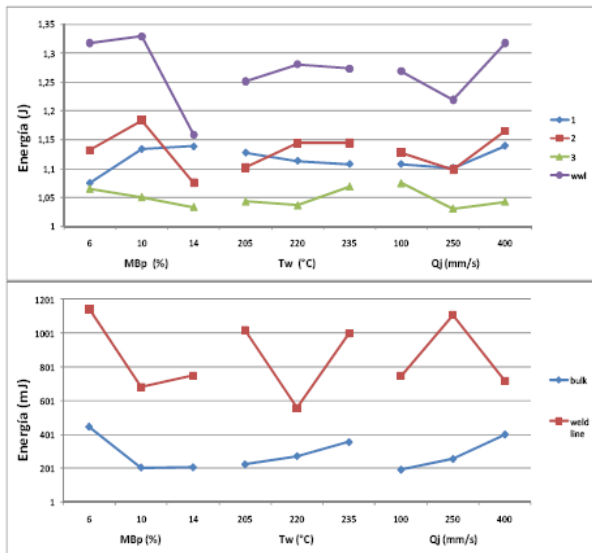 1,35
1,3
1,25
1,2
1,15
1,1
1,05
1
Energía (J)
6 10 14 205 220 235 100 250 400
MBp (%) Tw (°C) Qj (mm/s)
1
2
3
wwl
1201
1001
801
601
401
201
1
Energía (mJ)
6 10 14 205 220 235 100 250 400
MBp (%) Tw (°C) Qj (mm/s)
bulk
weld
line